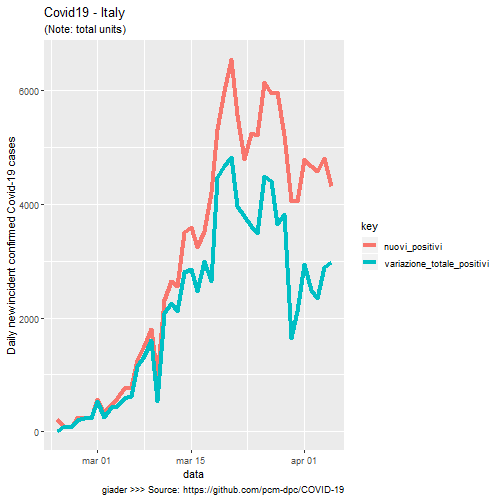 Covid19 - Italy
(Note: total units)
Daily new/incident confirmed Covid-19 cases
6000
4000
2000
0
mar 01
mar 15
apr 01
data
key
nuovi_positivi
variazione_totale_positivi
giader >>> Source: https://github.com/pcm-dpc/COVID-19